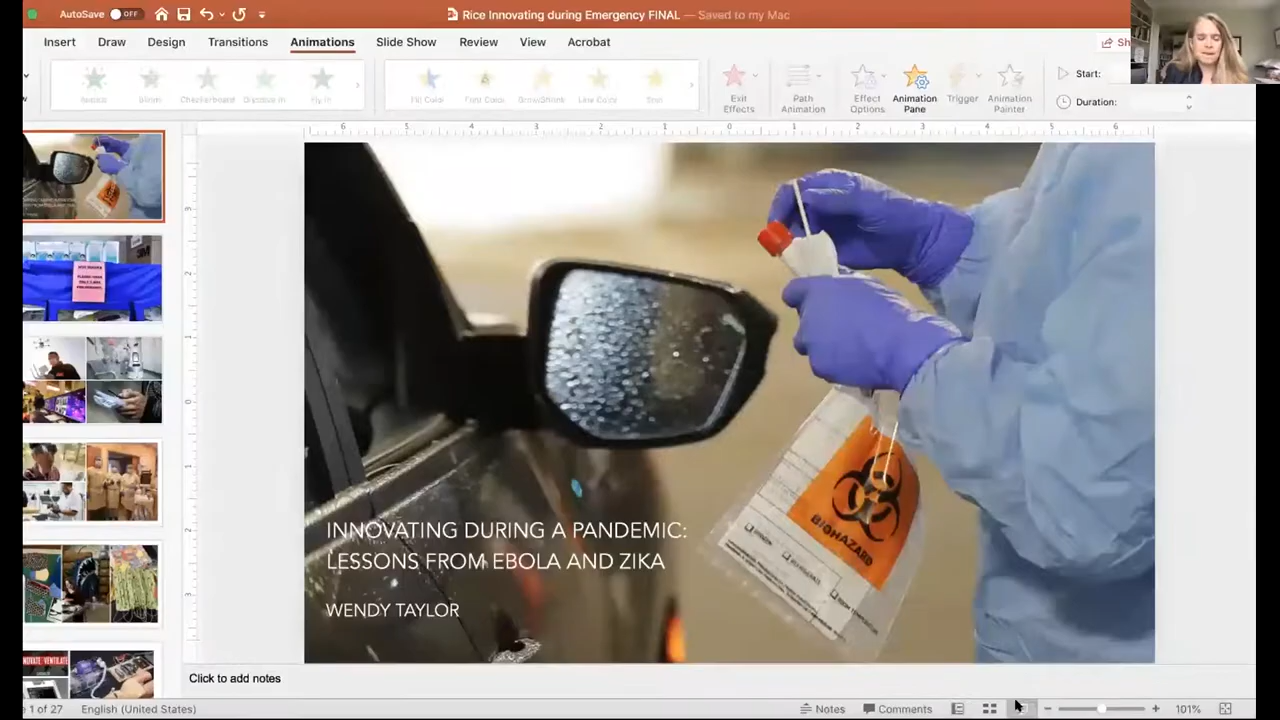 AutoSave OFF
Rice Innovating during Emergency FINAL — Saved to my Mac
Insert Draw Design Transitions Animations Slide Show Review View Acrobat
Exit Effects
Path Animation
Effect Options
Animation Pane
Trigger
Animation Painter
Start:
Duration:
INNOVATING DURING A PANDEMIC:
LESSONS FROM EBOLA AND ZIKA
WENDY TAYLOR
BIOHAZARD
Click to add notes
1 of 27 English (United States) Notes Comments 101%